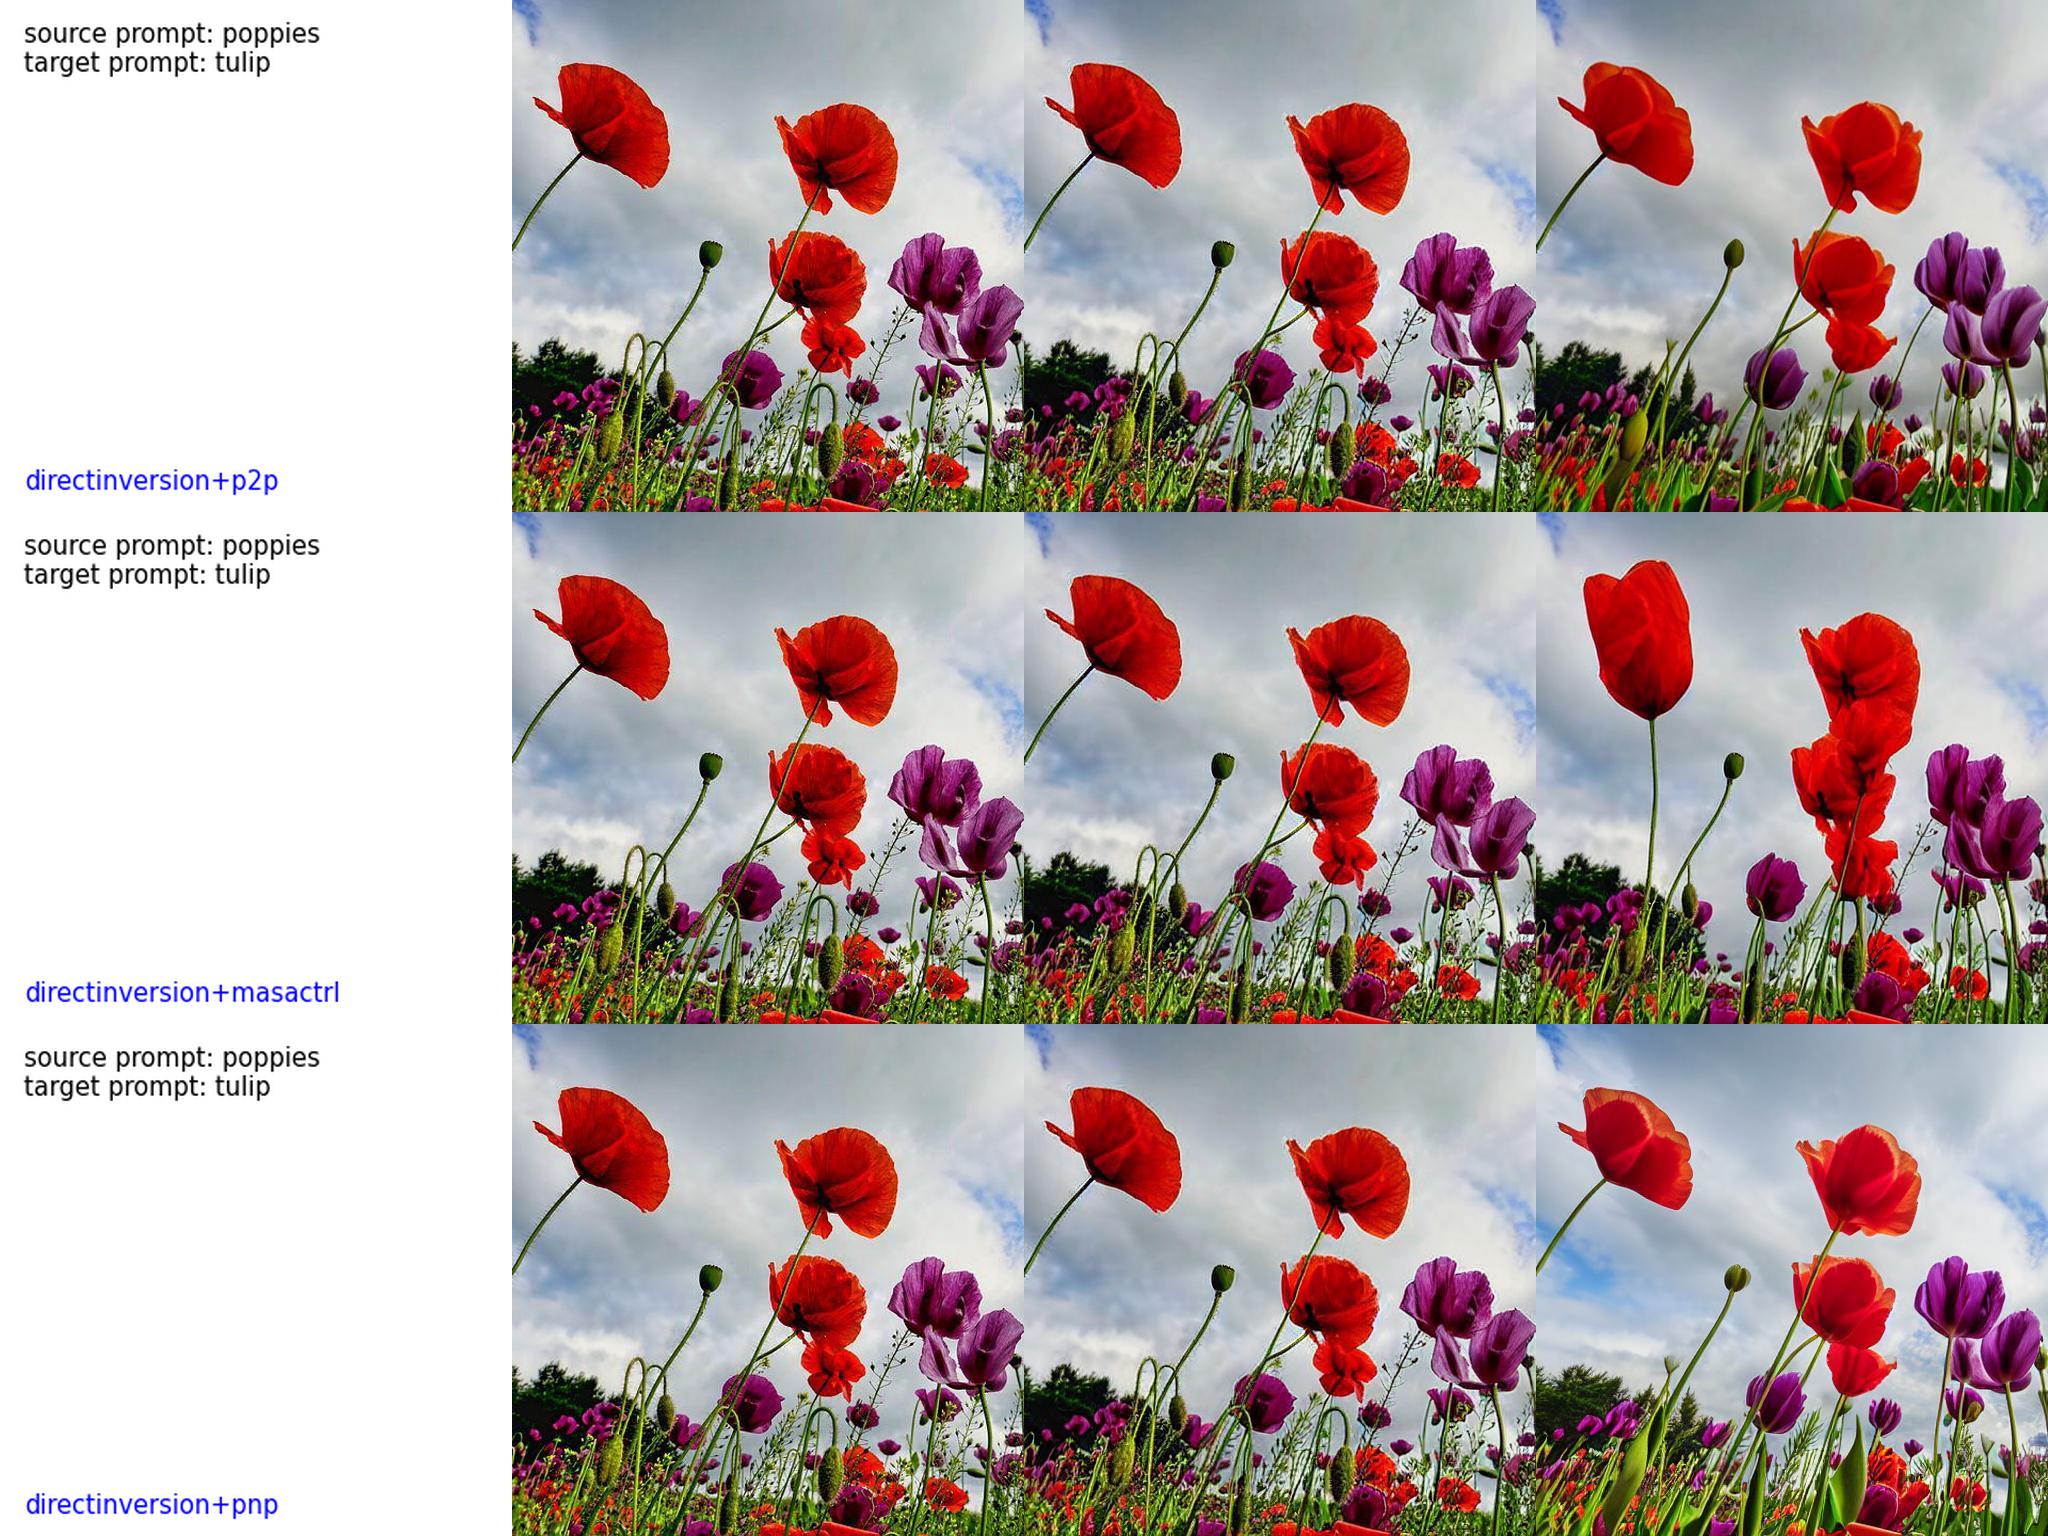 source prompt: poppies
target prompt: tulip
directinversion+p2p
source prompt: poppies
target prompt: tulip
directinversion+masactrl
source prompt: poppies
target prompt: tulip
directinversion+pnp